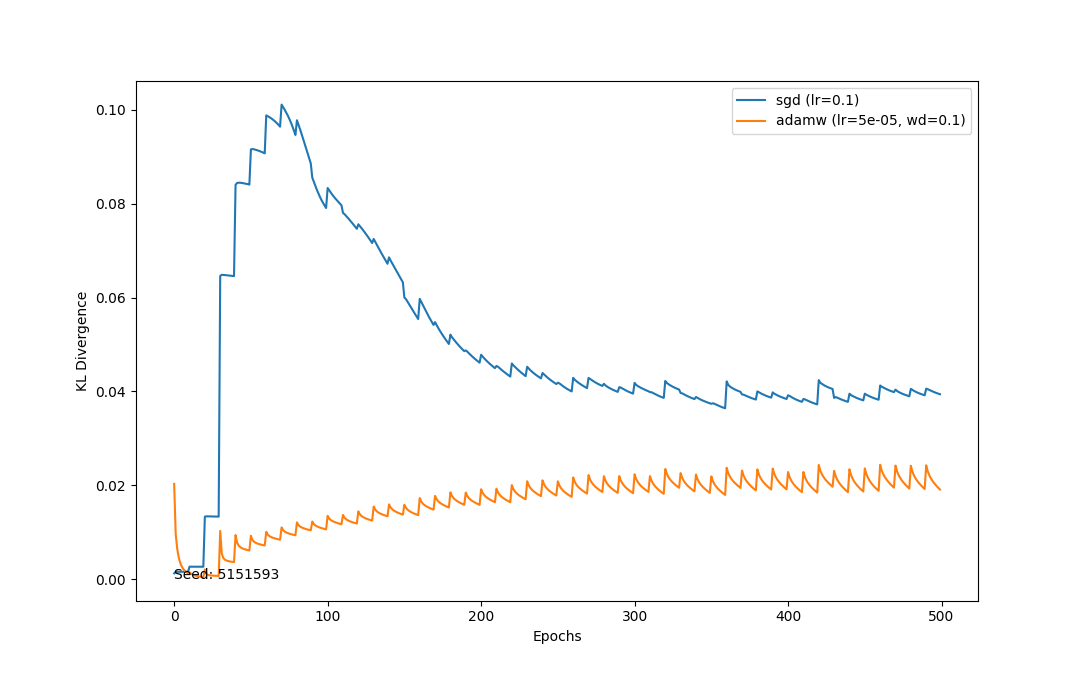 sgd (lr=0.1)
adamw (lr=5e-05, wd=0.1)
KL Divergence
0.10
0.08
0.06
0.04
0.02
0.00
Seed: 5151593
0 100 200 300 400 500
Epochs